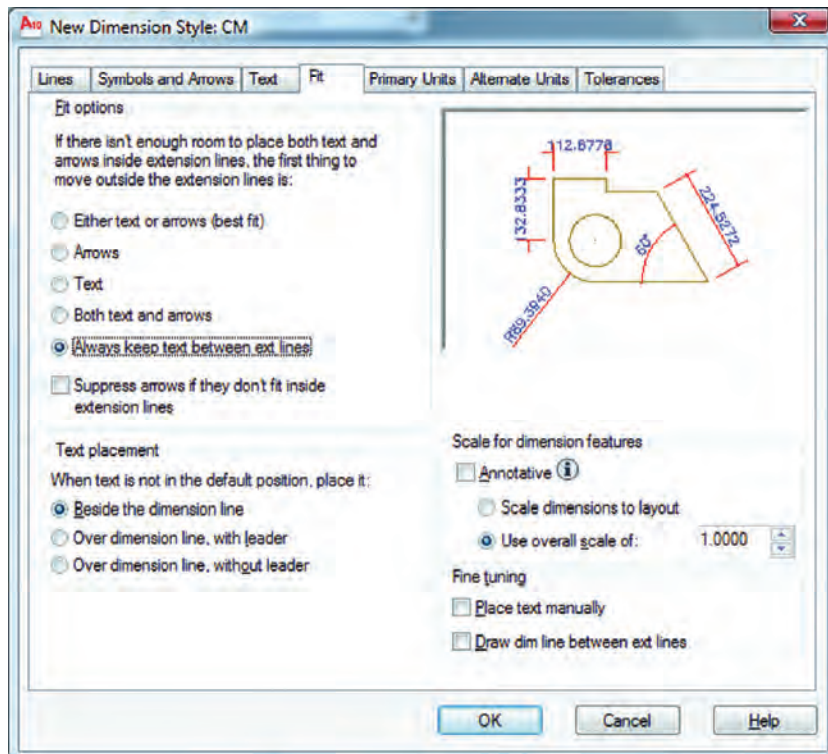 A10 New Dimension Style: CM
Lines Symbols and Arrows Text Fit Primary Units Alternate Units Tolerances
Fit options
If there isn't enough room to place both text and
arrows inside extension lines, the first thing to
move outside the extension lines is:
Either text or arrows (best fit)
Arrows
Text
Both text and arrows
Always keep text between ext lines
Suppress arrows if they don't fit inside
extension lines
Text placement
When text is not in the default position, place it:
Beside the dimension line
Over dimension line, with leader
Over dimension line, without leader
112.8778
132.8333
224.5272
60°
R89.3940
Scale for dimension features
Annotative
Scale dimensions to layout
Use overall scale of: 1.0000
Fine tuning
Place text manually
Draw dim line between ext lines
OK Cancel Help